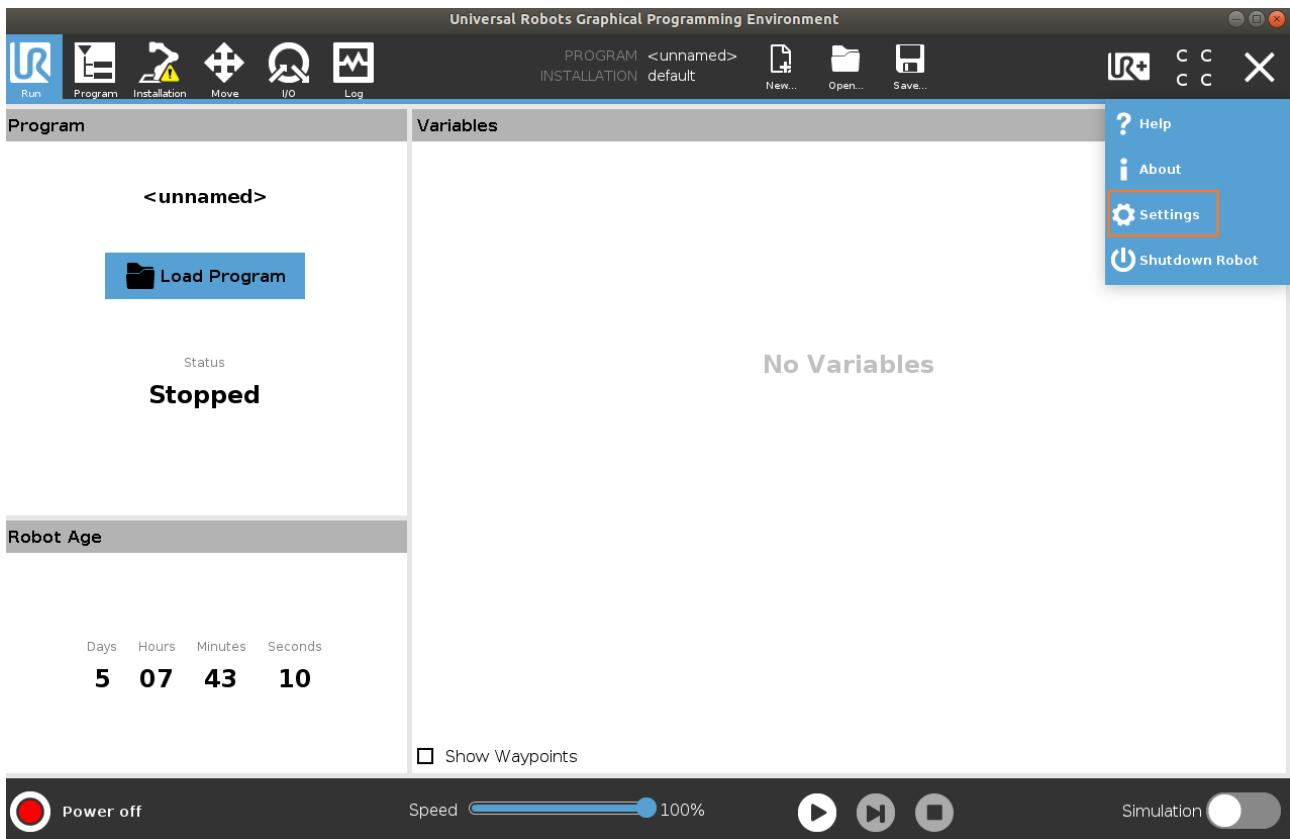 Universal Robots Graphical Programming Environment
UR
Run
Program
Installation
Move
I/O
Log
PROGRAM <unnamed>
INSTALLATION default
New...
Open...
Save...
UR+
C C
C C
Program
Variables
Help
About
Settings
Shutdown Robot
<unnamed>
Load Program
Status
Stopped
No Variables
Robot Age
Days Hours Minutes Seconds
5 07 43 10
Show Waypoints
Power off
Speed 100%
Simulation